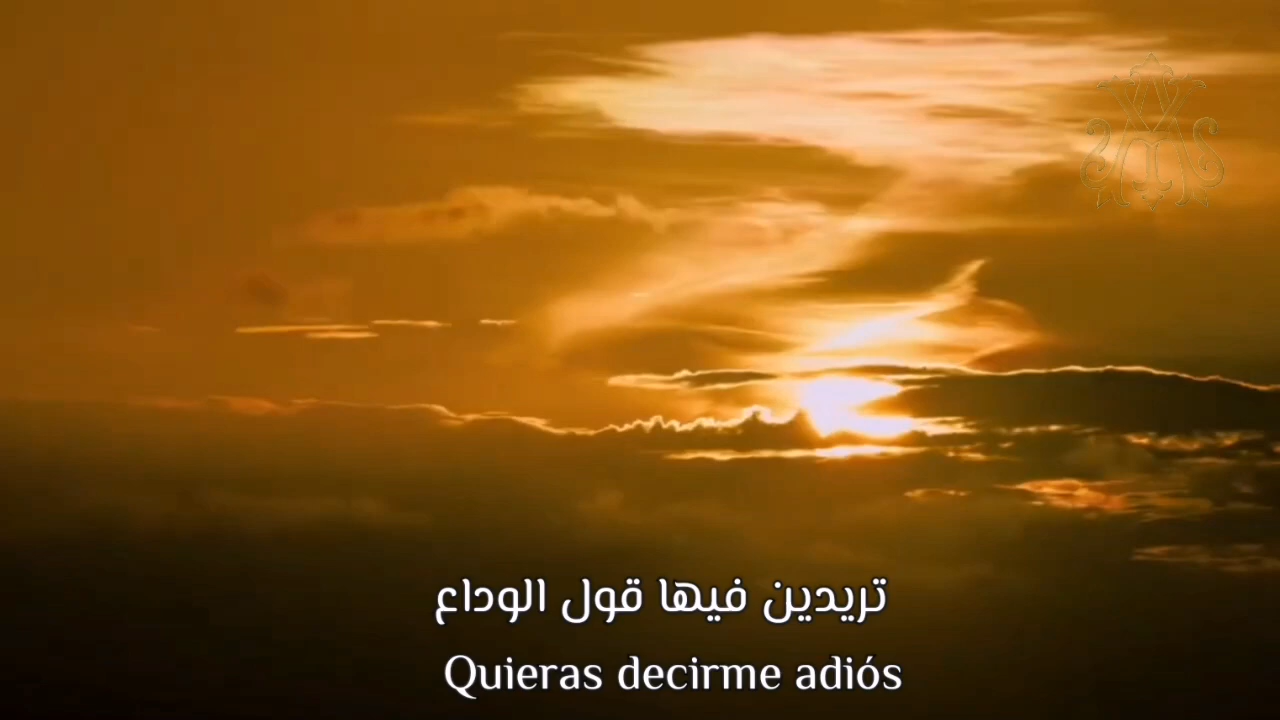 تريدين فيها قول الوداع
Quieras decirme adiós